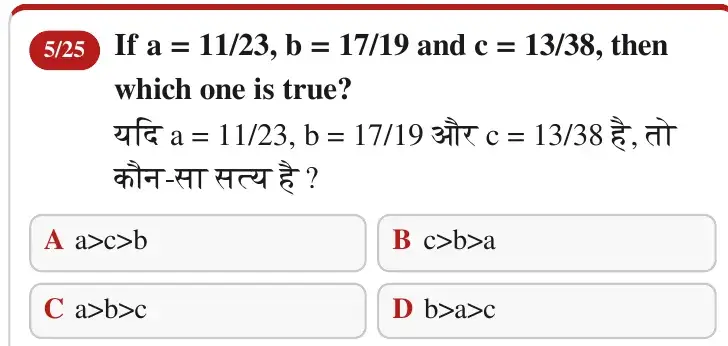 5/25 If a = 11/23, b = 17/19 and c = 13/38, then
which one is true?
यदि a = 11/23, b = 17/19 और c = 13/38 है, तो
कौन-सा सत्य है ?
A a>c>b
B c>b>a
C a>b>c
D b>a>c